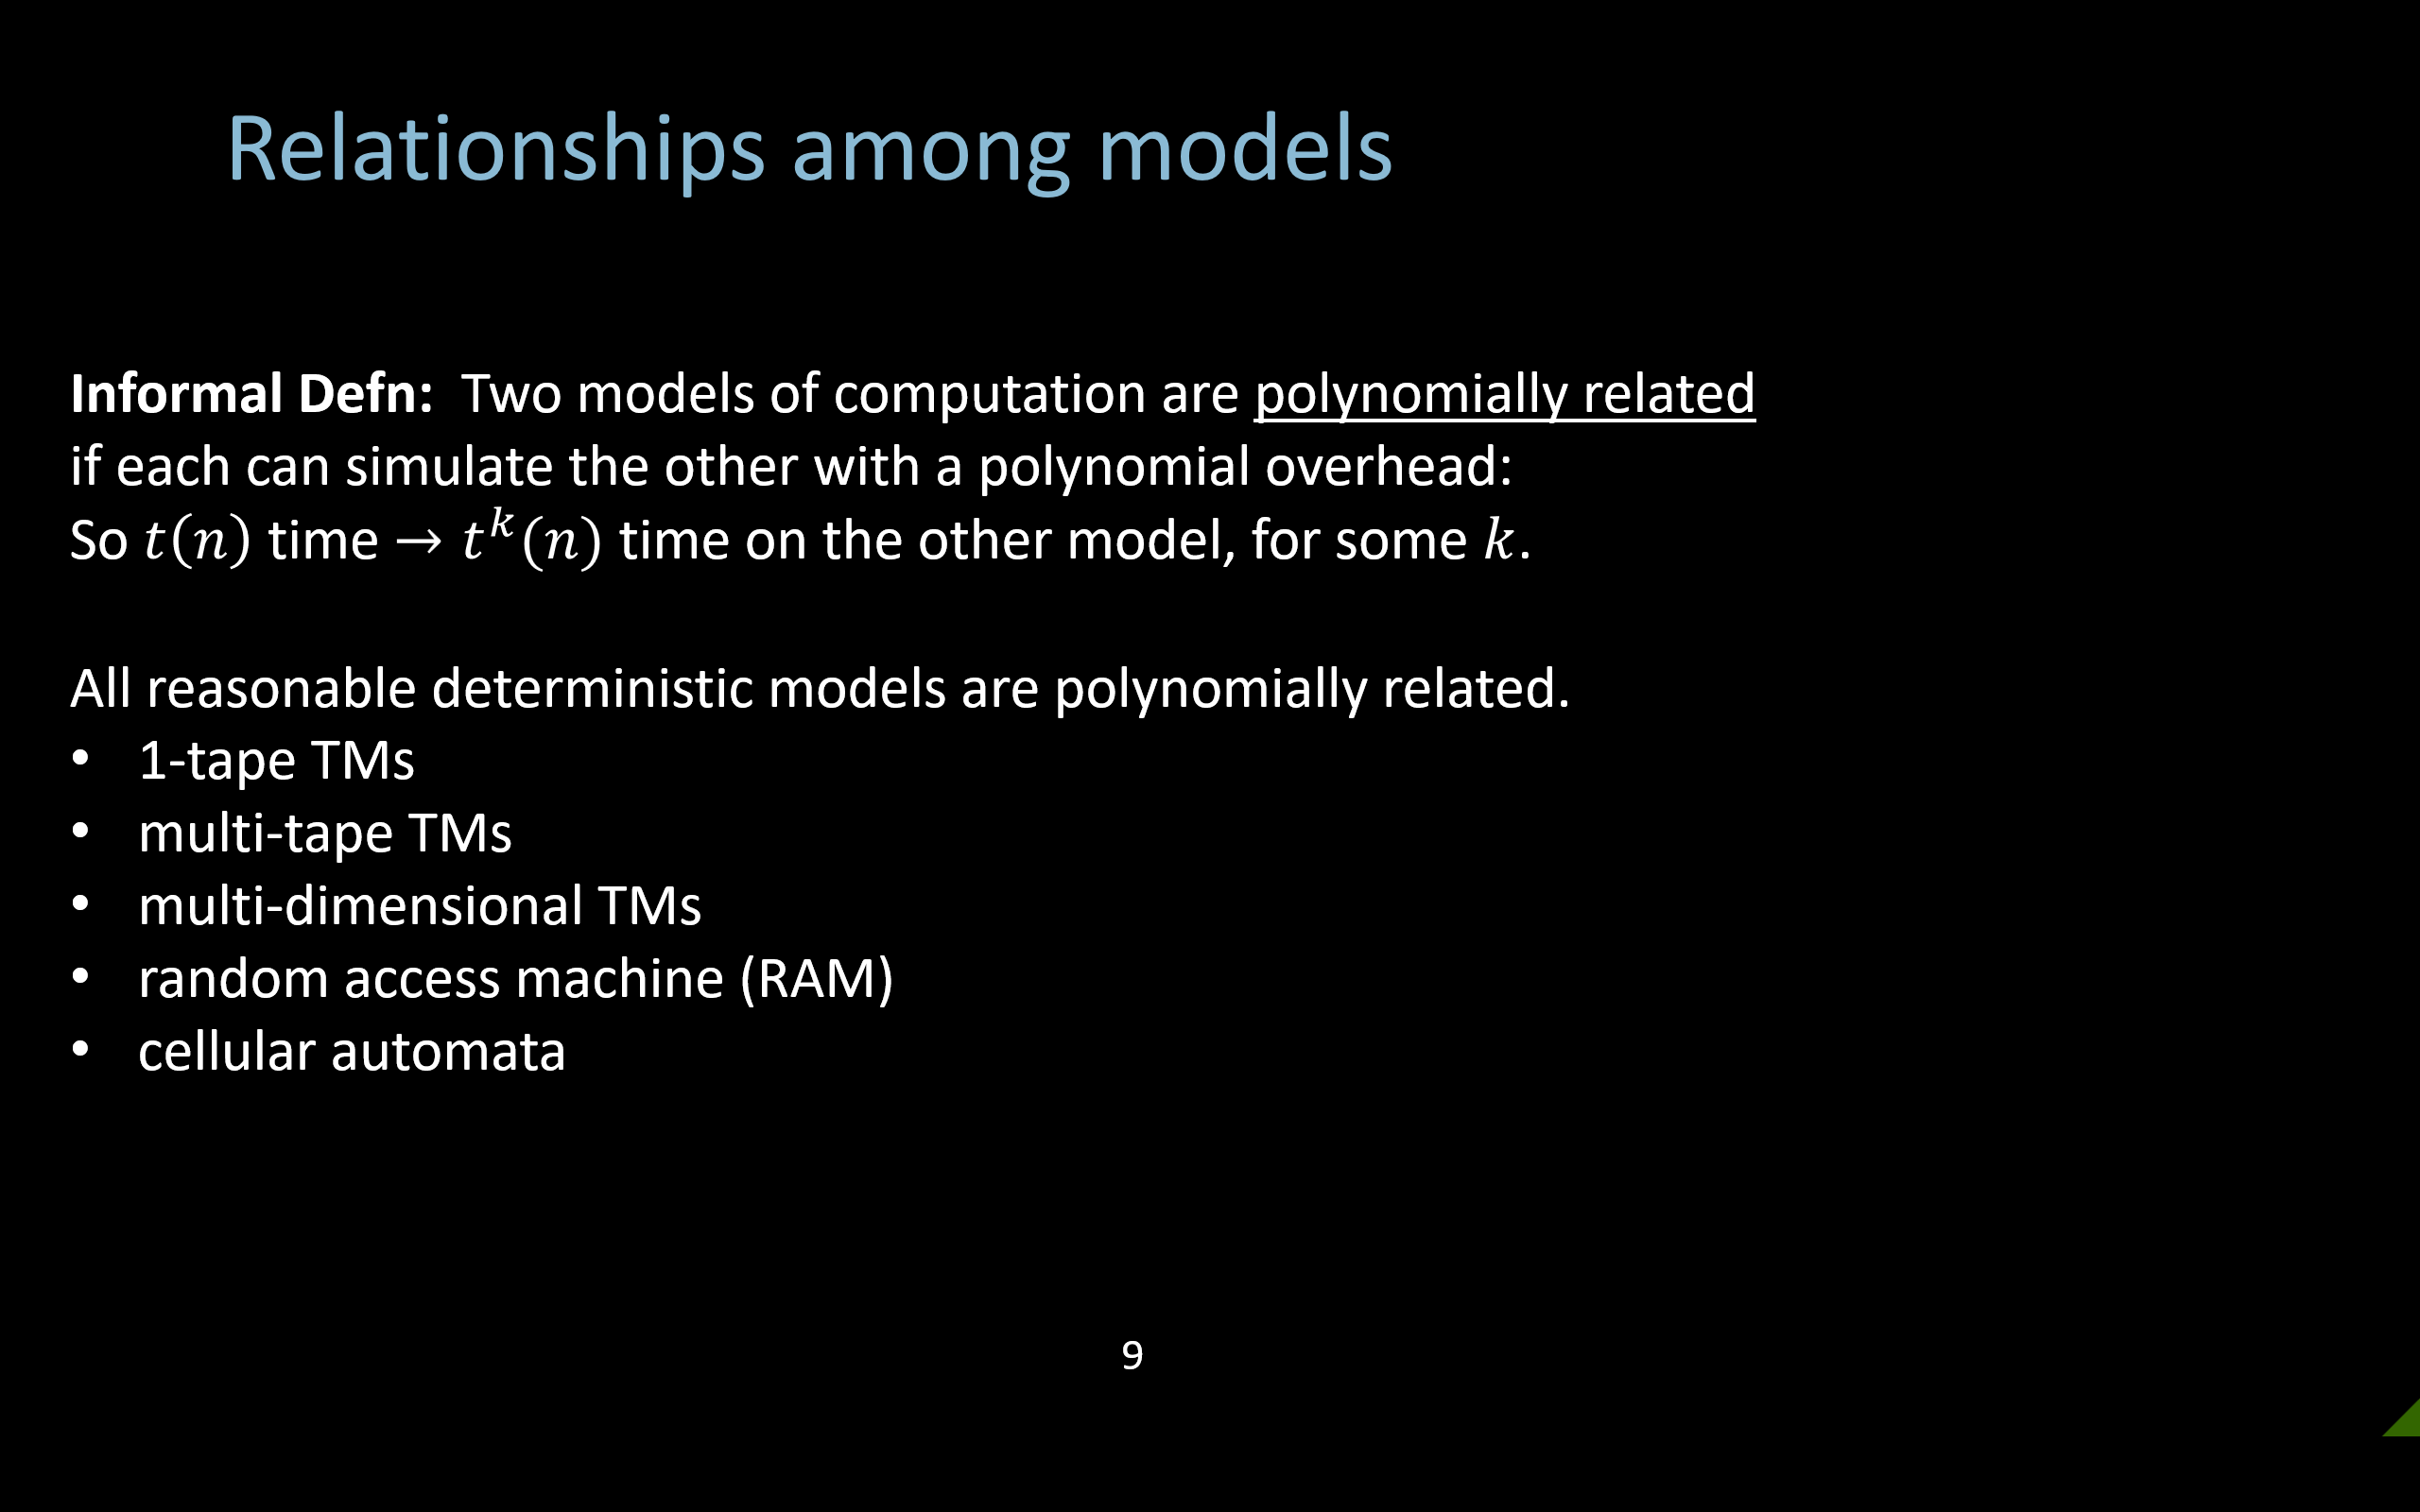 Relationships among models
Informal Defn: Two models of computation are polynomially related
if each can simulate the other with a polynomial overhead:
So 𝑡(𝑛) time → 𝑡ᵏ(𝑛) time on the other model, for some 𝑘.
All reasonable deterministic models are polynomially related.
• 1-tape TMs
• multi-tape TMs
• multi-dimensional TMs
• random access machine (RAM)
• cellular automata
9